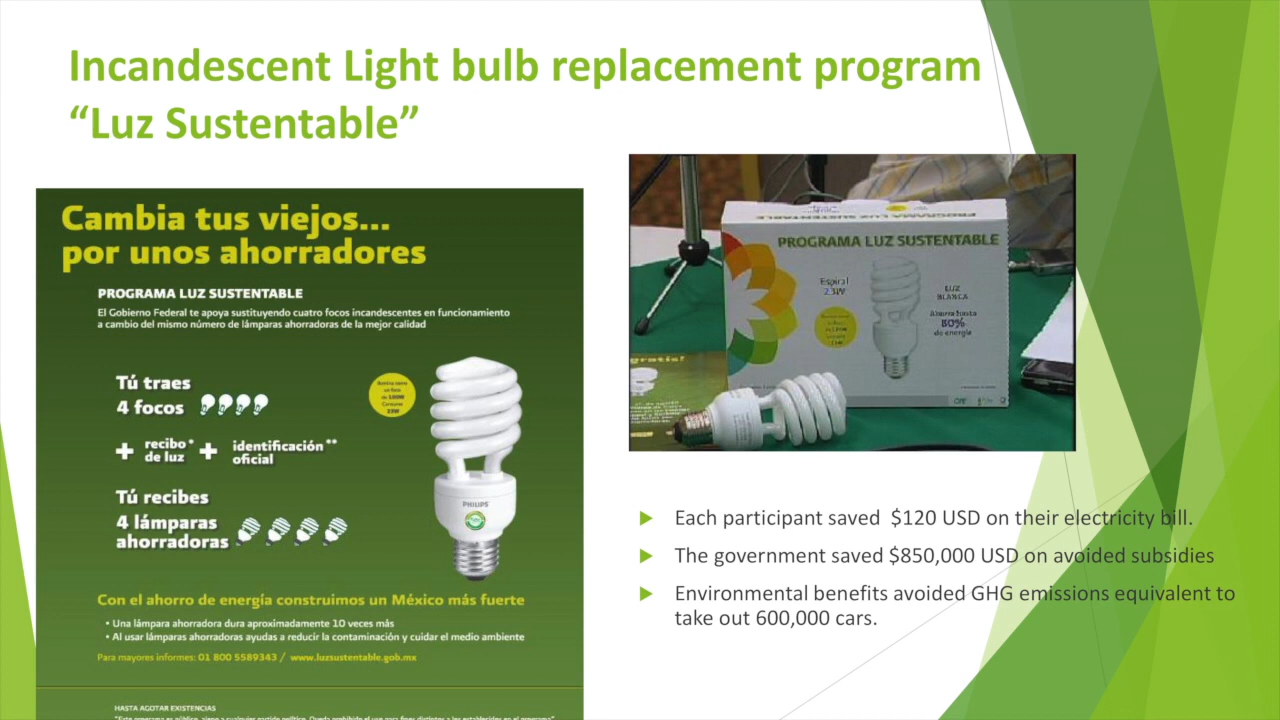 Incandescent Light bulb replacement program
“Luz Sustentable”
Cambia tus viejos...
por unos ahorradores
PROGRAMA LUZ SUSTENTABLE
El Gobierno Federal te apoya sustituyendo cuatro focos incandescentes en funcionamiento
a cambio del mismo número de lámparas ahorradoras de la mejor calidad
Tú traes
4 focos
+ recibo* + identificación**
de luz oficial
Tú recibes
4 lámparas
ahorradoras
PHILIPS
Con el ahorro de energía construimos un México más fuerte
• Una lámpara ahorradora dura aproximadamente 10 veces más
• Al usar lámparas ahorradoras ayudas a reducir la contaminación y cuidar el medio ambiente
Para mayores informes: 01 800 5589343 / www.luzsustentable.gob.mx
HASTA AGOTAR EXISTENCIAS
PROGRAMA LUZ SUSTENTABLE
Espiral
23W
LUZ
BLANCA
Ahorra hasta
80%
de energía
gratis!
Each participant saved $120 USD on their electricity bill.
The government saved $850,000 USD on avoided subsidies
Environmental benefits avoided GHG emissions equivalent to
take out 600,000 cars.